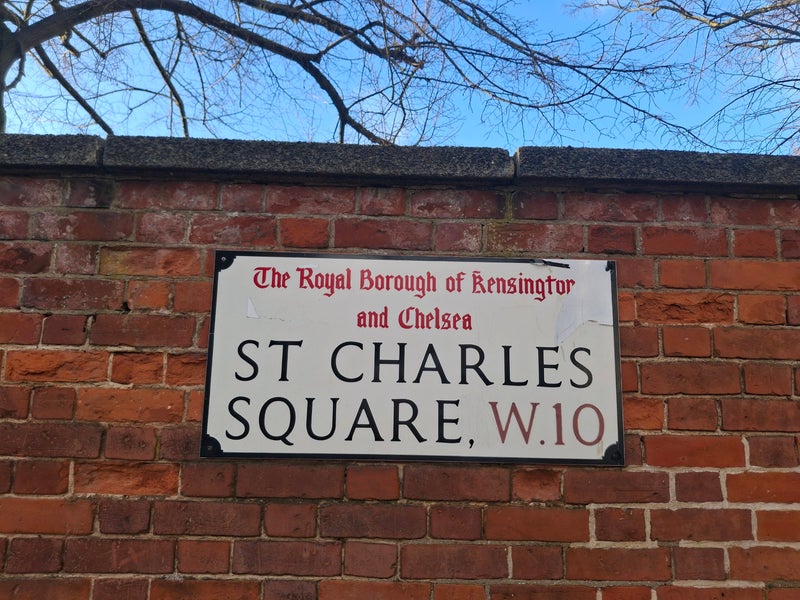 The Royal Borough of Kensington
and Chelsea
ST CHARLES
SQUARE, W.10